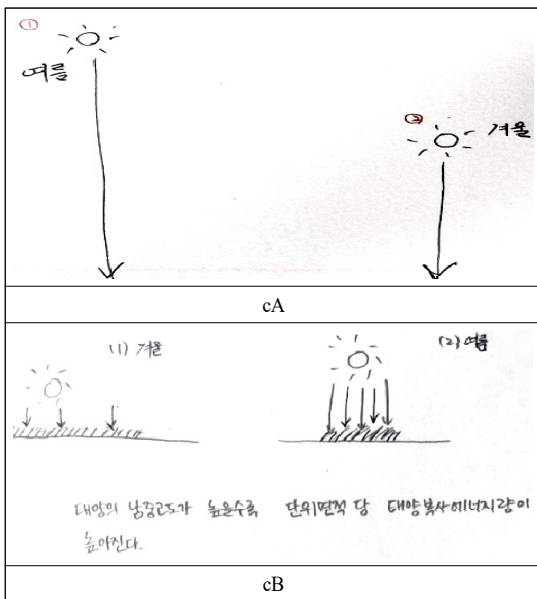 ①
여름
② 겨울
cA
(1) 겨울
(2) 여름
태양의 남중고도가 높을수록 단위면적 당 태양복사에너지량이
높아진다.
cB